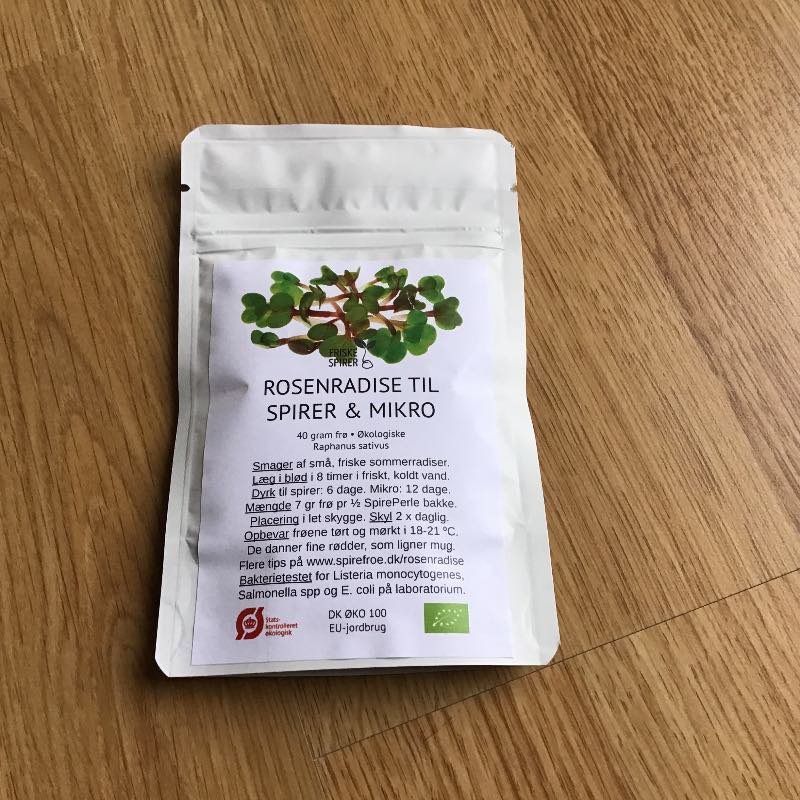 FRISKE
SPIRER
ROSENRADISE TIL
SPIRER & MIKRO
40 gram frø • Økologiske
Raphanus sativus
Smager af små, friske sommerradiser.
Læg i blød i 8 timer i friskt, koldt vand.
Dyrk til spirer: 6 dage. Mikro: 12 dage.
Mængde 7 gr frø pr ½ SpirePerle bakke.
Placering i let skygge. Skyl 2 x daglig.
Opbevar frøene tørt og mørkt i 18-21 °C.
De danner fine rødder, som ligner mug.
Flere tips på www.spirefroe.dk/rosenradise
Bakterietestet for Listeria monocytogenes,
Salmonella spp og E. coli på laboratorium.
Ø
Stats-
kontrolleret
økologisk
DK ØKO 100
EU-jordbrug